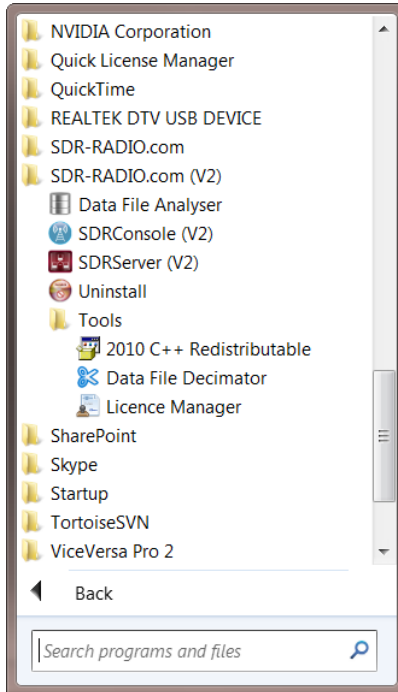 NVIDIA Corporation
Quick License Manager
QuickTime
REALTEK DTV USB DEVICE
SDR-RADIO.com
SDR-RADIO.com (V2)
Data File Analyser
SDRConsole (V2)
SDRServer (V2)
Uninstall
Tools
2010 C++ Redistributable
Data File Decimator
Licence Manager
SharePoint
Skype
Startup
TortoiseSVN
ViceVersa Pro 2
Back
Search programs and files